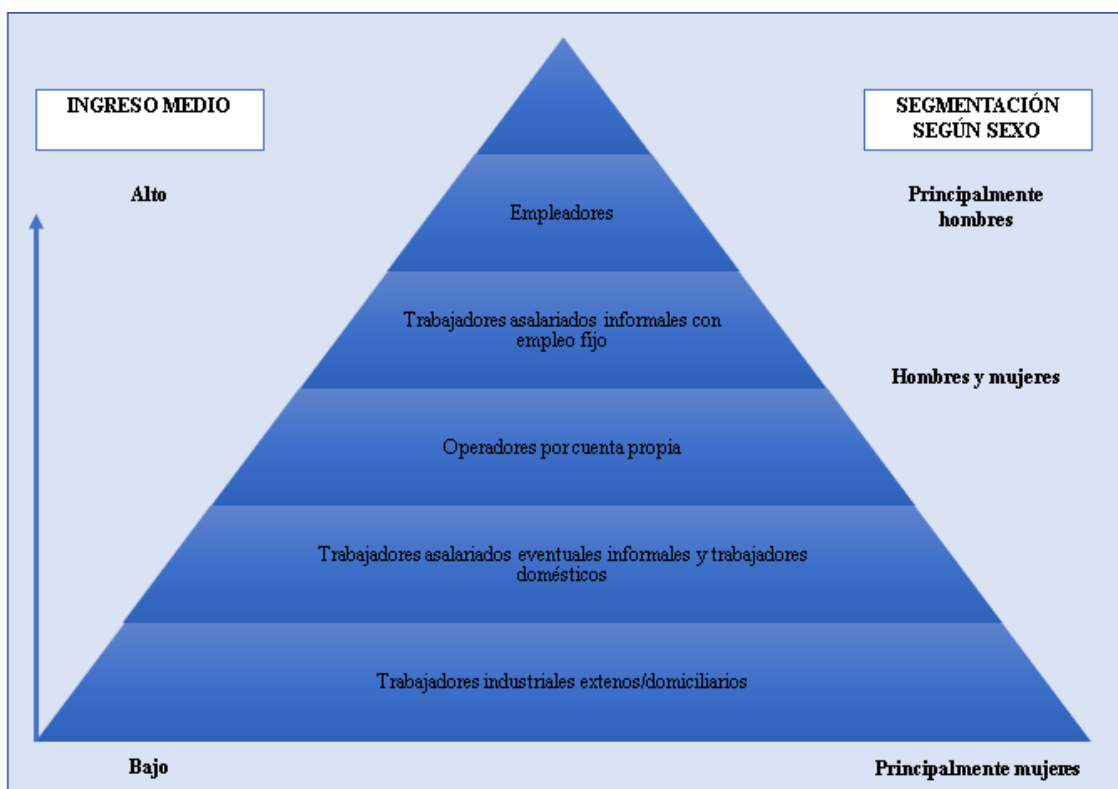 INGRESO MEDIO
SEGMENTACIÓN
SEGÚN SEXO
Alto
Principalmente
hombres
Empleadores
Trabajadores asalariados informales con
empleo fijo
Hombres y mujeres
Operadores por cuenta propia
Trabajadores asalariados eventuales informales y trabajadores
domésticos
Trabajadores industriales extenos/domiciliarios
Bajo
Principalmente mujeres